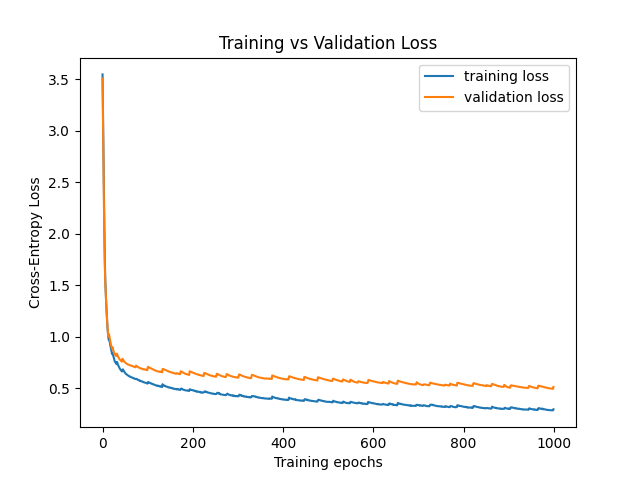 Training vs Validation Loss
training loss
validation loss
3.5
3.0
2.5
2.0
1.5
1.0
0.5
Cross-Entropy Loss
0 200 400 600 800 1000
Training epochs